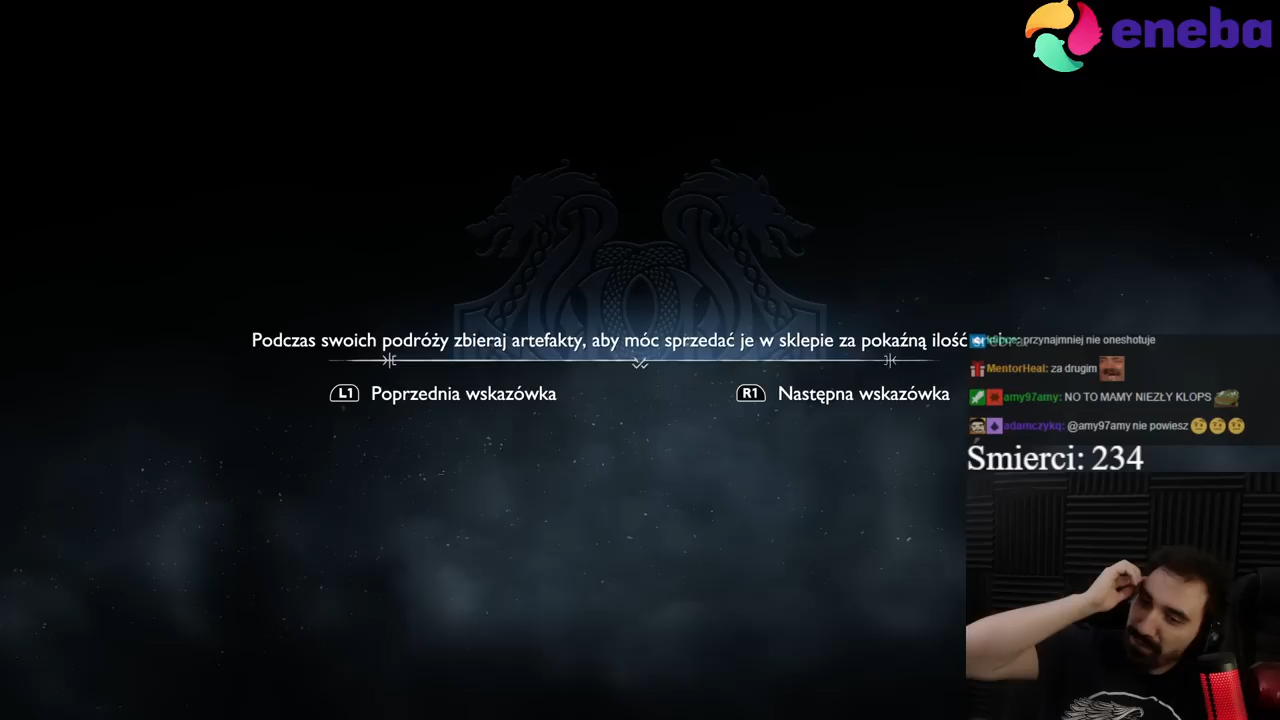 eneba
Podczas swoich podróży zbieraj artefakty, aby móc sprzedać je w sklepie za pokaźną ilość
L1 Poprzednia wskazówka
R1 Następna wskazówka
przynajmniej nie oneshotuje
MentorHeal: za drugim
amy97amy: NO TO MAMY NIEZŁY KLOPS
adamczykq: @amy97amy nie powiesz
Śmierci: 234